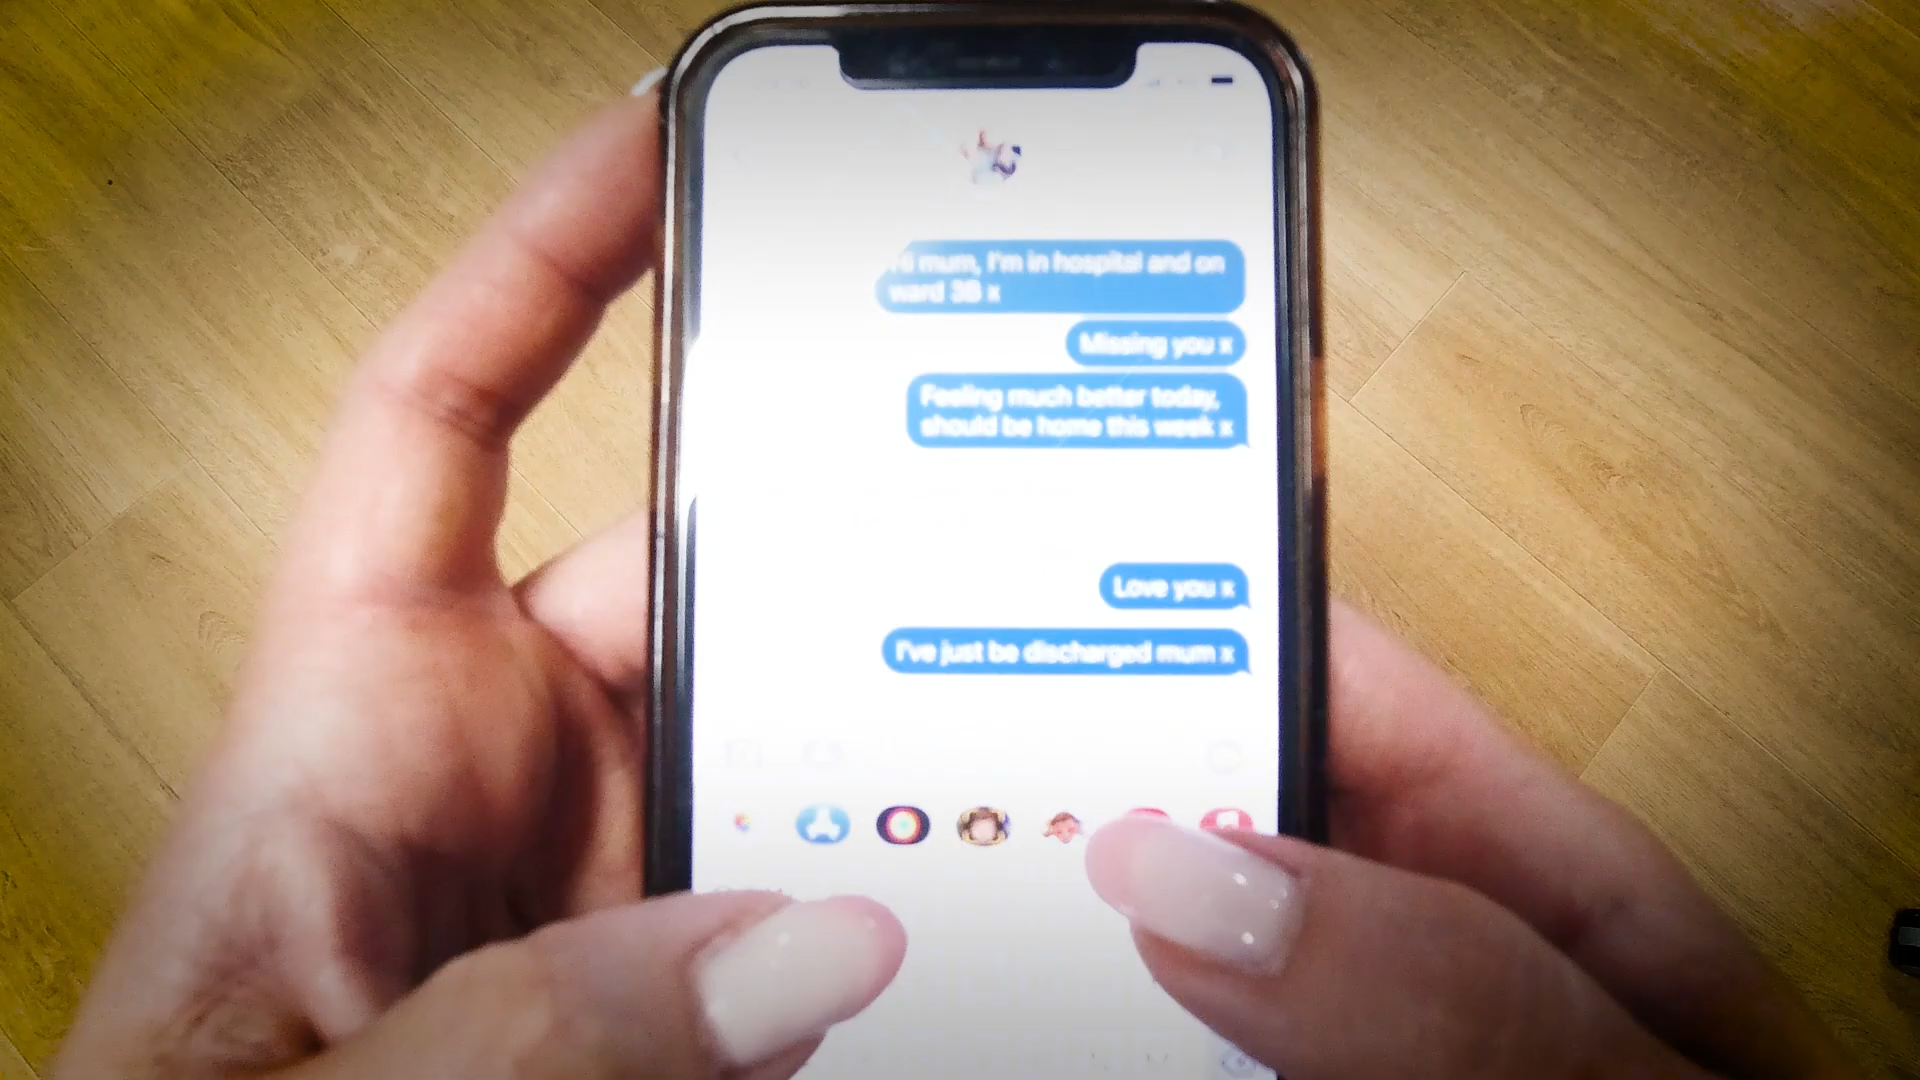 Hi mum, I'm in hospital and on
ward 3B x
Missing you x
Feeling much better today,
should be home this week x
Love you x
I've just be discharged mum x